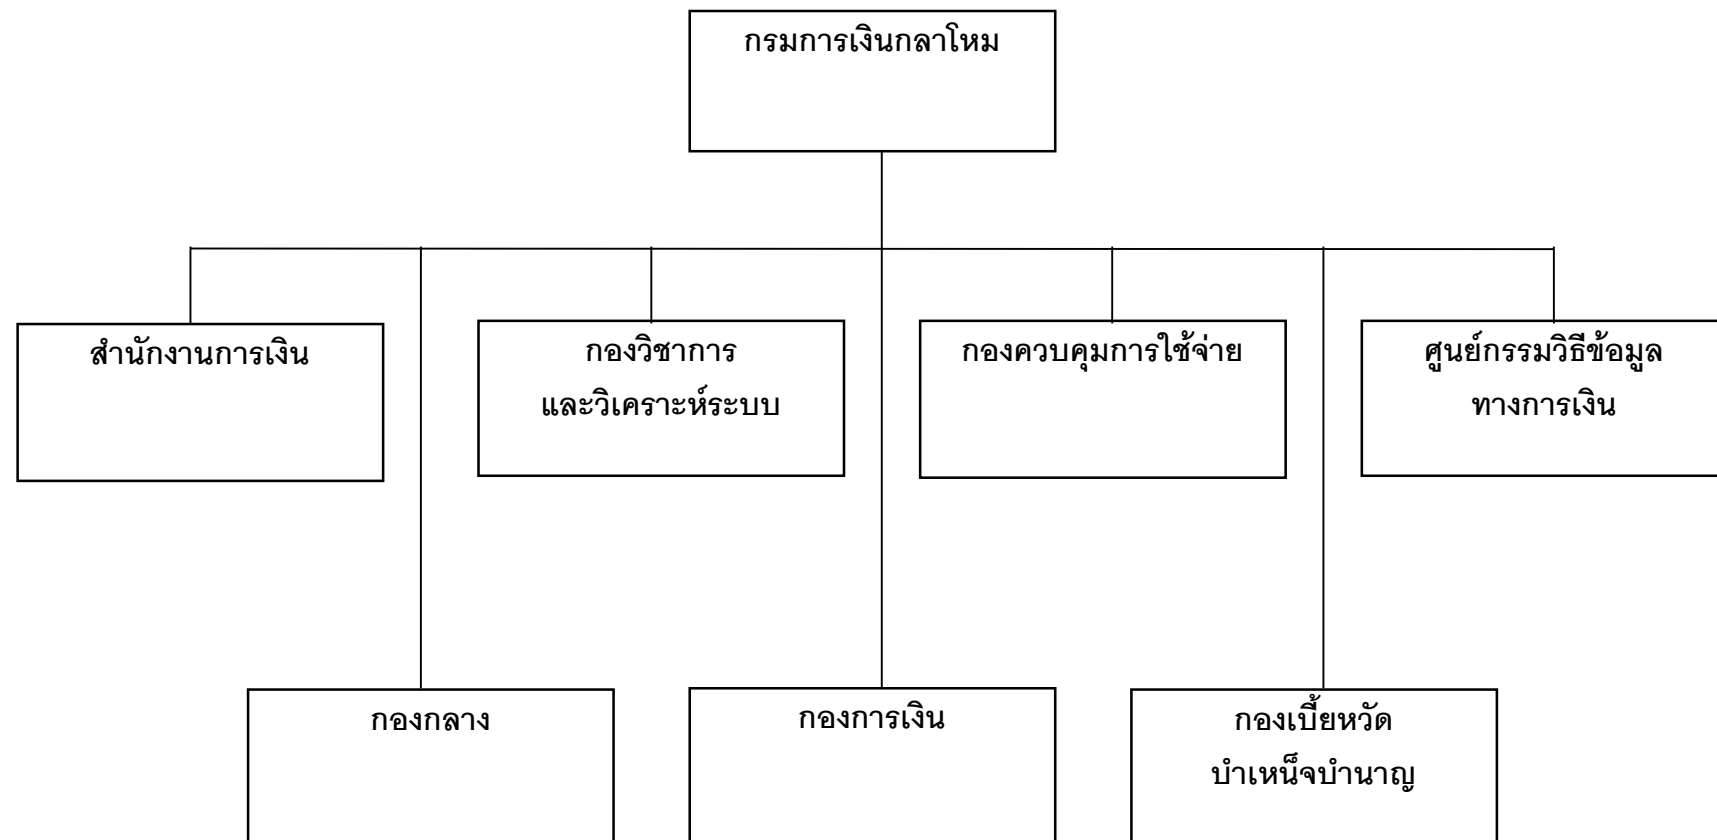 กรมการเงินกลาโหม
สำนักงานการเงิน
กองวิชาการ
และวิเคราะห์ระบบ
กองควบคุมการใช้จ่าย
ศูนย์กรรมวิธีข้อมูล
ทางการเงิน
กองกลาง
กองการเงิน
กองเบี้ยหวัด
บำเหน็จบำนาญ